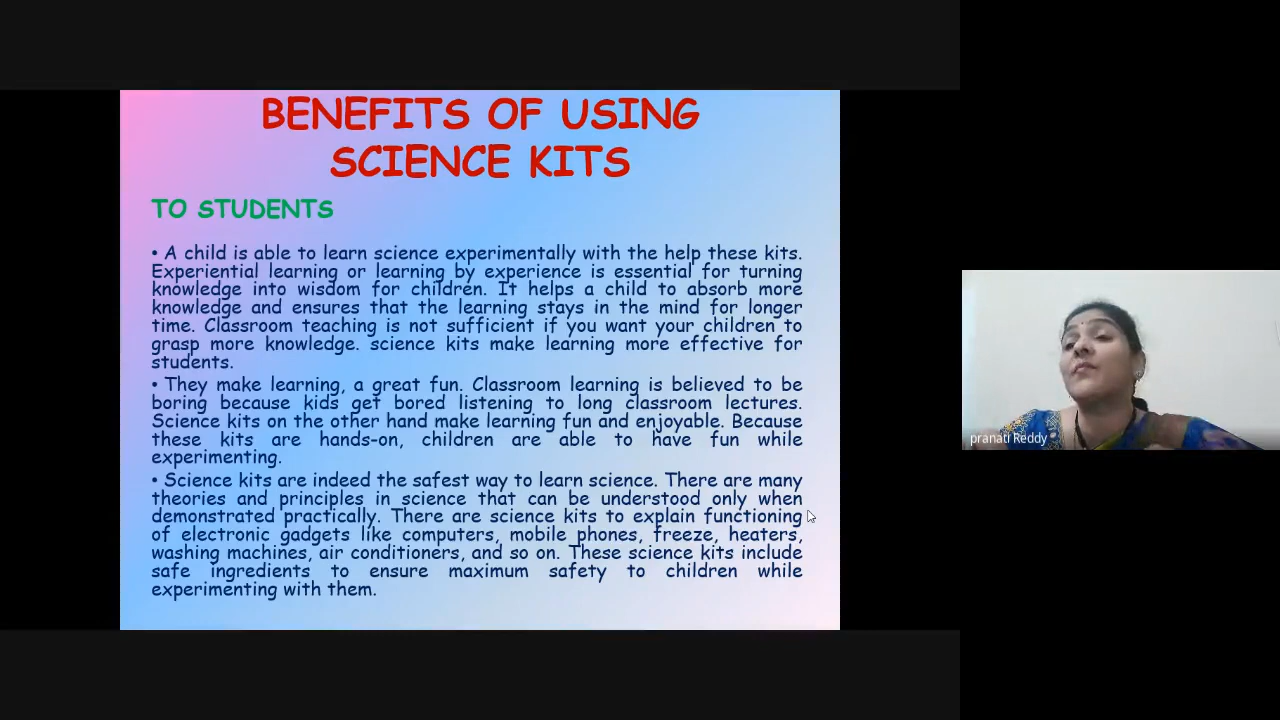 BENEFITS OF USING
SCIENCE KITS
TO STUDENTS
• A child is able to learn science experimentally with the help these kits.
Experiential learning or learning by experience is essential for turning
knowledge into wisdom for children. It helps a child to absorb more
knowledge and ensures that the learning stays in the mind for longer
time. Classroom teaching is not sufficient if you want your children to
grasp more knowledge. science kits make learning more effective for
students.
• They make learning, a great fun. Classroom learning is believed to be
boring because kids get bored listening to long classroom lectures.
Science kits on the other hand make learning fun and enjoyable. Because
these kits are hands-on, children are able to have fun while
experimenting.
• Science kits are indeed the safest way to learn science. There are many
theories and principles in science that can be understood only when
demonstrated practically. There are science kits to explain functioning
of electronic gadgets like computers, mobile phones, freeze, heaters,
washing machines, air conditioners, and so on. These science kits include
safe ingredients to ensure maximum safety to children while
experimenting with them.
pranati Reddy